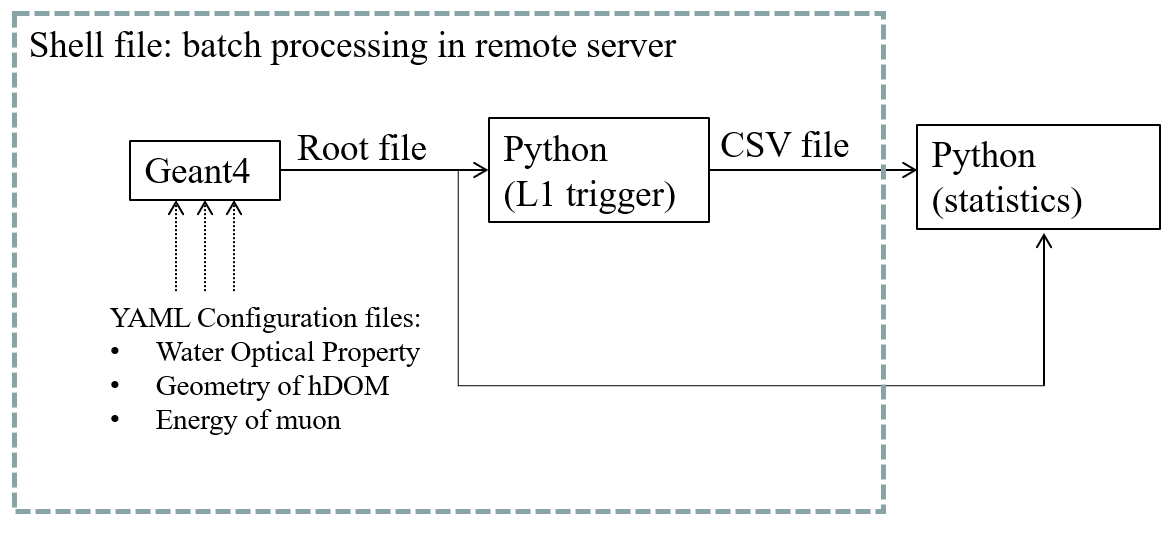 Shell file: batch processing in remote server
Geant4
Root file
Python
(L1 trigger)
CSV file
Python
(statistics)
YAML Configuration files:
• Water Optical Property
• Geometry of hDOM
• Energy of muon